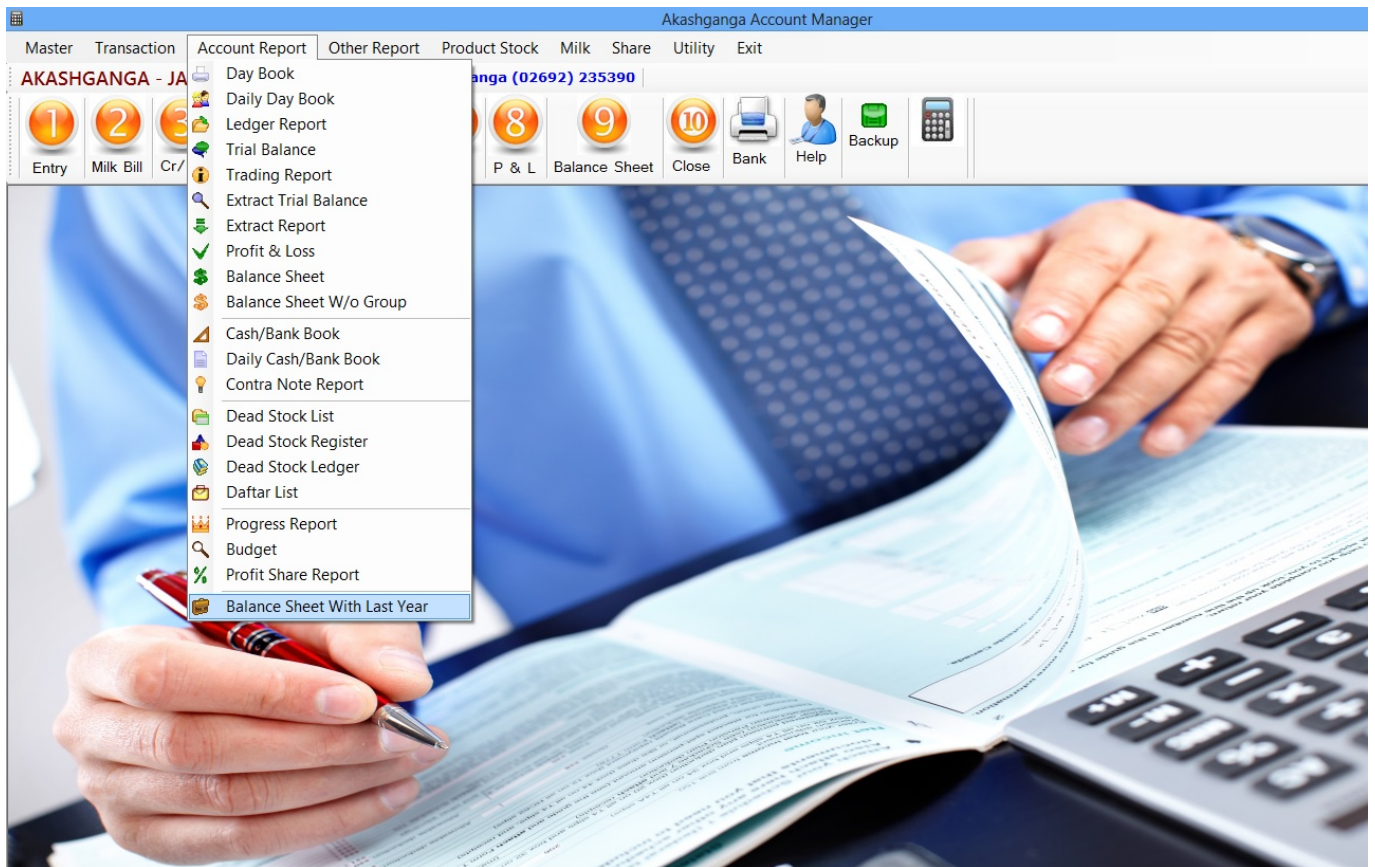 Akashganga Account Manager
Master Transaction Account Report Other Report Product Stock Milk Share Utility Exit
AKASHGANGA - JA
anga (02692) 235390
Entry Milk Bill Cr/ P & L Balance Sheet Close Bank Help Backup
1 2 3 8 9 10
Day Book
Daily Day Book
Ledger Report
Trial Balance
Trading Report
Extract Trial Balance
Extract Report
Profit & Loss
Balance Sheet
Balance Sheet W/o Group
Cash/Bank Book
Daily Cash/Bank Book
Contra Note Report
Dead Stock List
Dead Stock Register
Dead Stock Ledger
Daftar List
Progress Report
Budget
Profit Share Report
Balance Sheet With Last Year